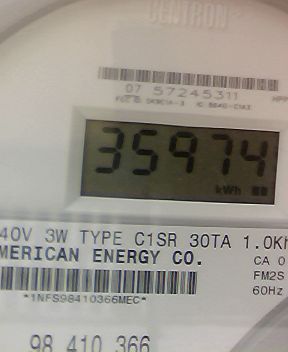 CENTRON
07 57245311
35974
kWh
40V 3W TYPE C1SR 30TA 1.0Kh
MERICAN ENERGY CO.
CA 0
FM2S
60Hz
*1NFS98410366MEC*
98 410 366